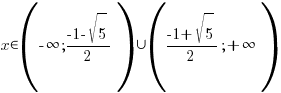 x∈(-∞; (-1-√5)/2) ∪ ((-1+√5)/2; +∞)